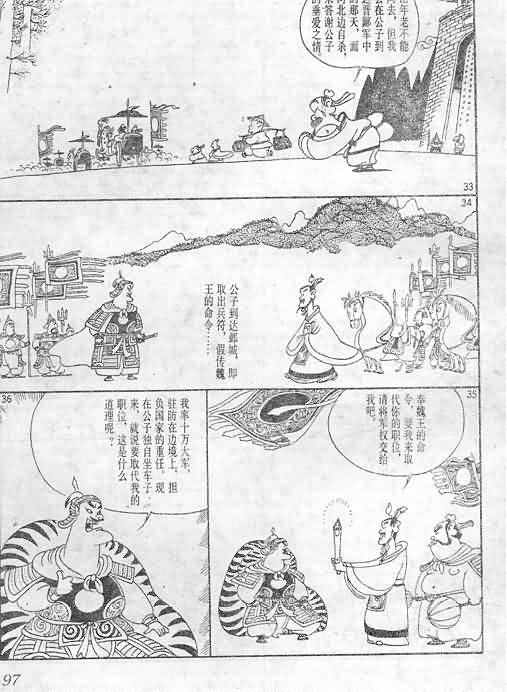 年老不能
去，但我
在公子到
晋鄙军中
的那天，面
向北边自杀，
来答谢公子
的垂爱之情
33
34
公子到达邺城，即
取出兵符，假传魏
王的命令……
35
奉魏王的命
令，要我来取
代你的职位，
请将军权交给
我吧。
36
我率十万大军，
驻防在边境上，担
负国家的重任。现
在公子独自坐车子
来，就说要取代我的
职位，这是什么
道理呢？
97